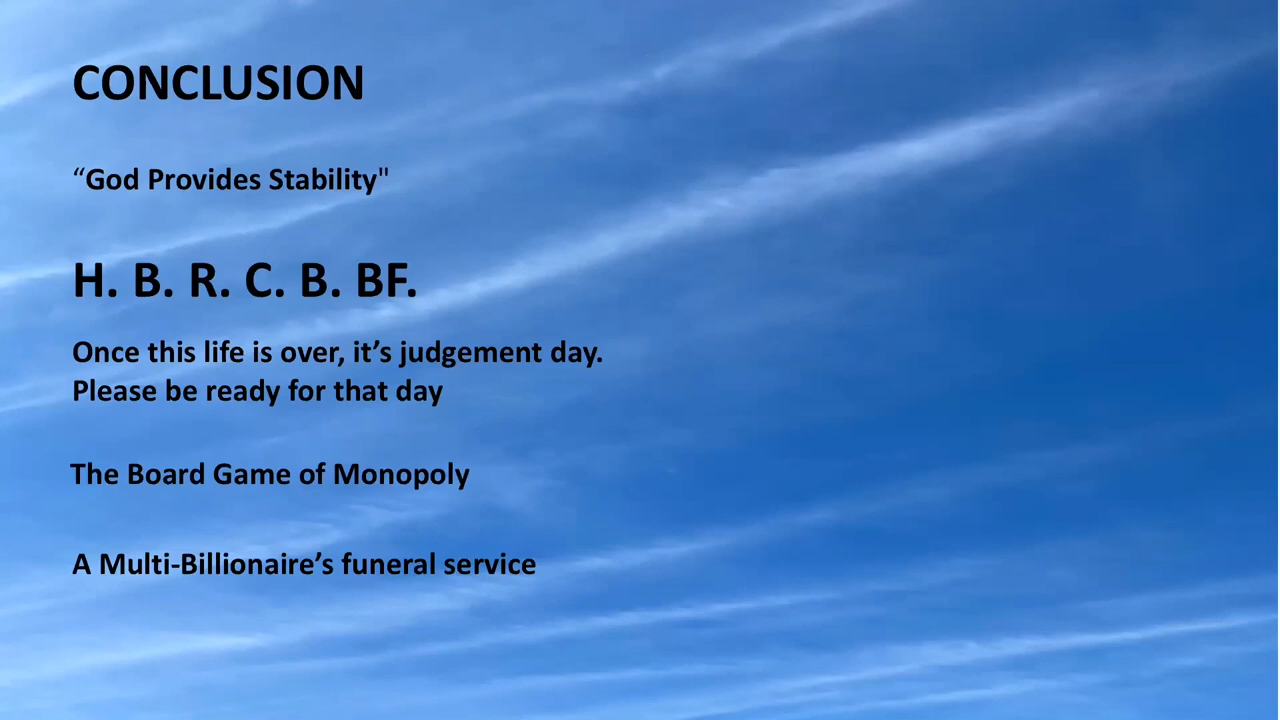 CONCLUSION
“God Provides Stability"
H. B. R. C. B. BF.
Once this life is over, it’s judgement day.
Please be ready for that day
The Board Game of Monopoly
A Multi-Billionaire’s funeral service